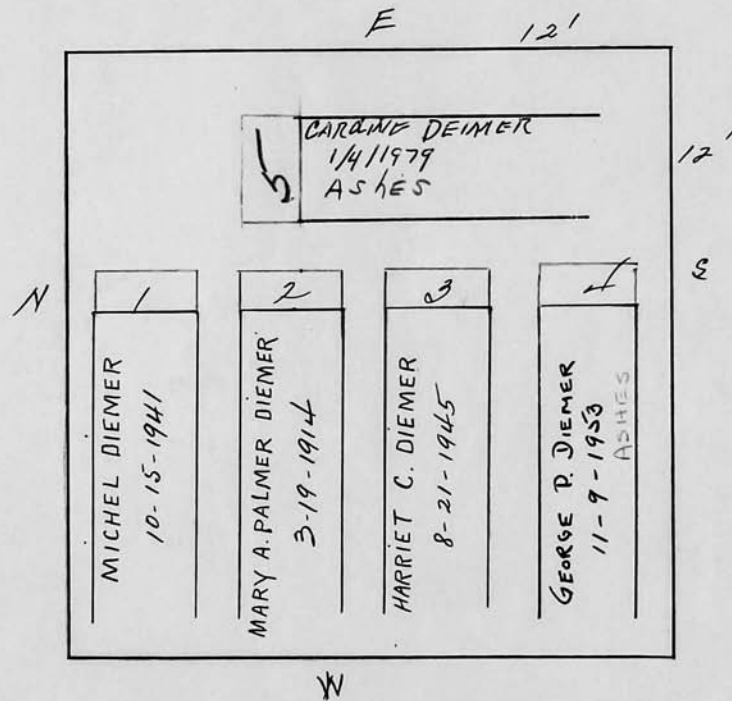 E
12'
12'
5
CAROLINE DEIMER
1/4/1979
ASHES
N
S
1
2
3
4
MICHEL DIEMER
10-15-1941
MARY A. PALMER DIEMER
3-19-1914
HARRIET C. DIEMER
8-21-1945
GEORGE P. DIEMER
11-9-1953
ASHES
W